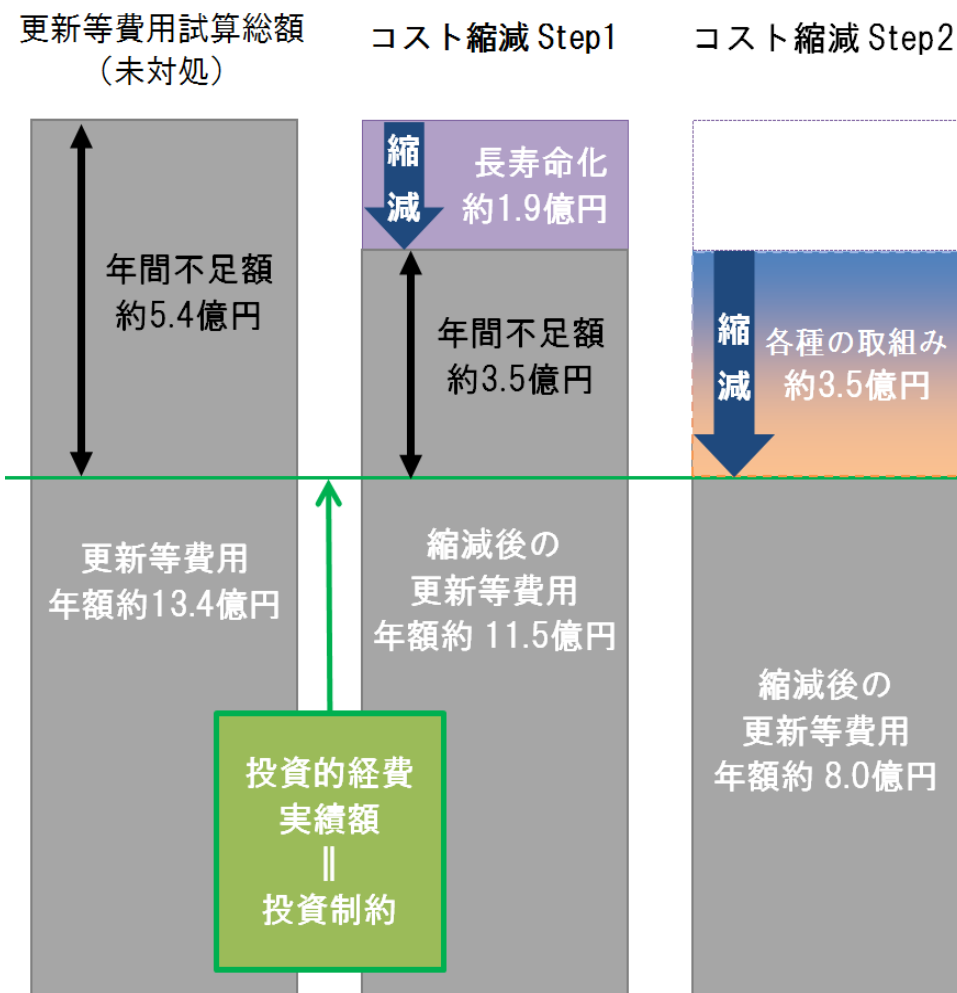 更新等費用試算総額
（未対処）
コスト縮減 Step1
コスト縮減 Step2
年間不足額
約5.4億円
縮
減
長寿命化
約1.9億円
年間不足額
約3.5億円
縮
減
各種の取組み
約3.5億円
更新等費用
年額約13.4億円
縮減後の
更新等費用
年額約 11.5億円
縮減後の
更新等費用
年額約 8.0億円
投資的経費
実績額
||
投資制約